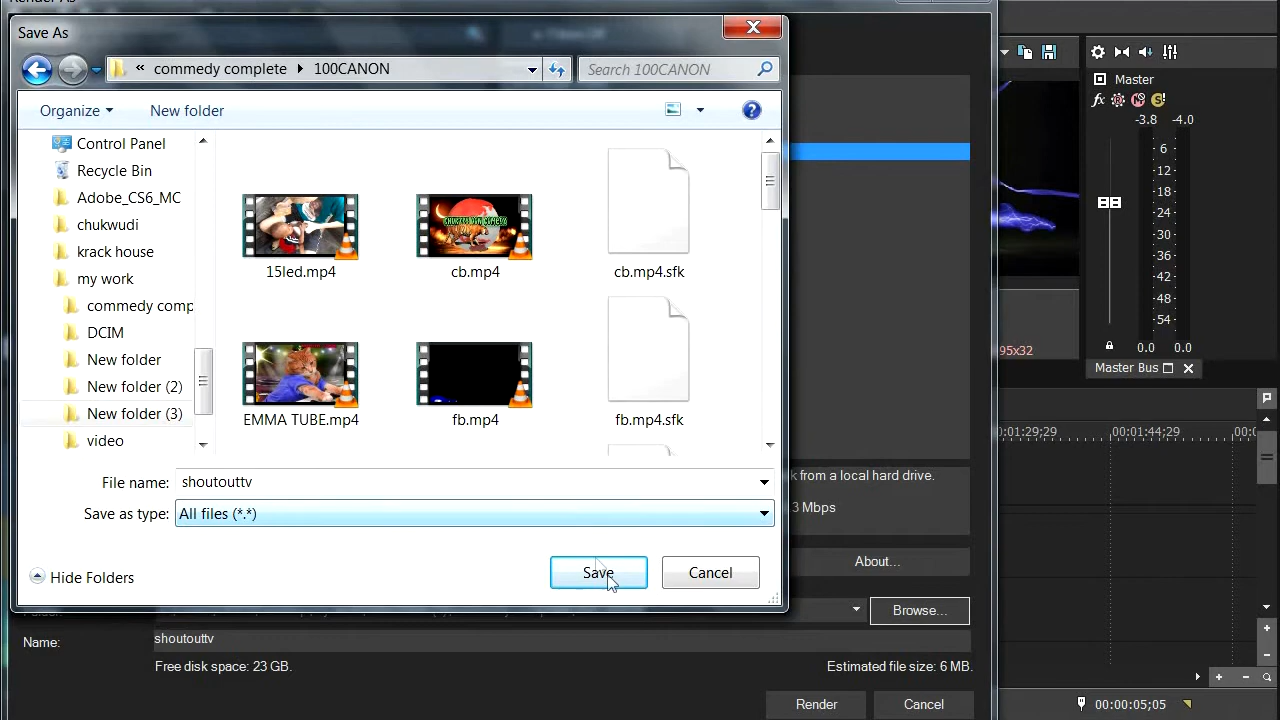 Render As
Save As
commedy complete
100CANON
Search 100CANON
Organize
New folder
Control Panel
Recycle Bin
Adobe_CS6_MC
chukwudi
krack house
my work
commedy comp
DCIM
New folder
New folder (2)
New folder (3)
video
15led.mp4
cb.mp4
cb.mp4.sfk
EMMA TUBE.mp4
fb.mp4
fb.mp4.sfk
File name:
shoutouttv
Save as type:
All files (*.*)
Hide Folders
Save
Cancel
k from a local hard drive.
3 Mbps
About...
Browse...
Name:
shoutouttv
Free disk space: 23 GB.
Estimated file size: 6 MB.
Render
Cancel
Master
fx
-3.8 -4.0
6
12
18
24
30
36
42
48
54
0.0 0.0
95x32
Master Bus
0:01:29;29
00:01:44;29
00:0
00:00:05;05